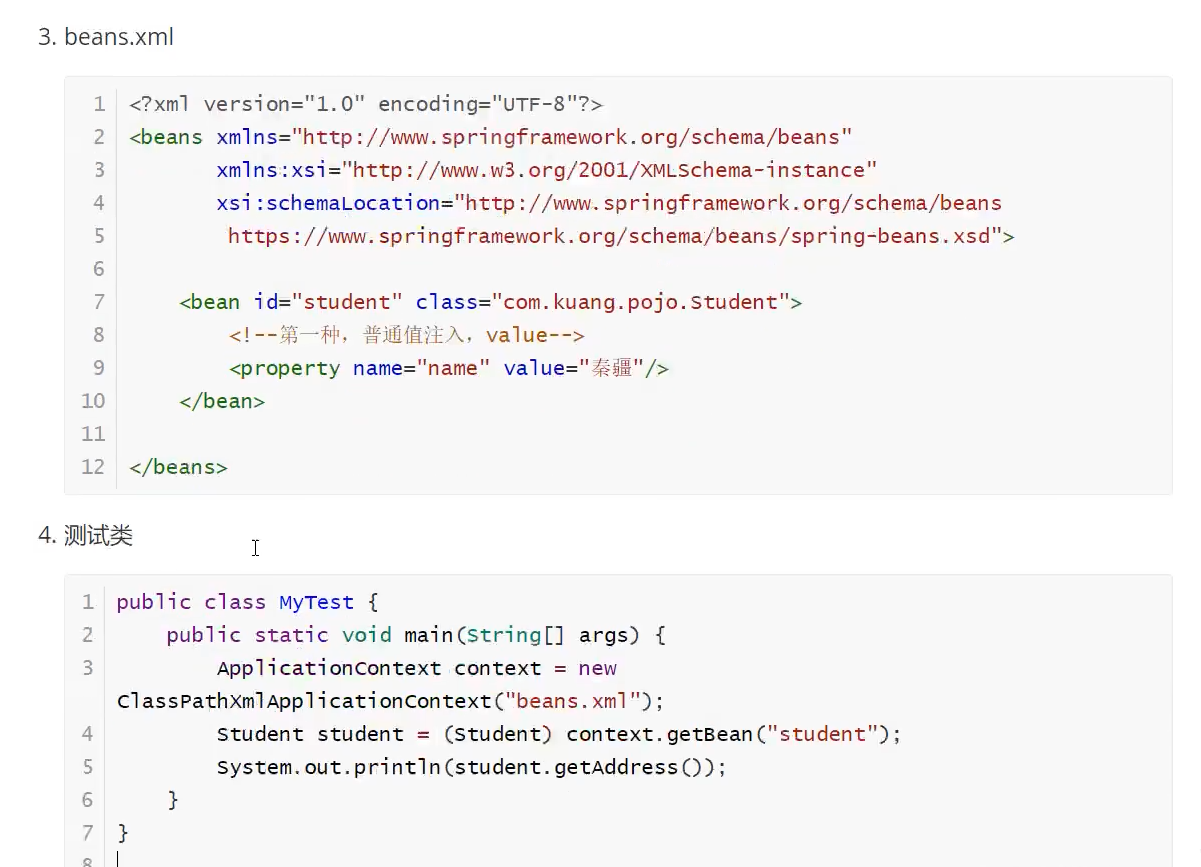 3. beans.xml
1 <?xml version="1.0" encoding="UTF-8"?>
2 <beans xmlns="http://www.springframework.org/schema/beans"
3 xmlns:xsi="http://www.w3.org/2001/XMLSchema-instance"
4 xsi:schemaLocation="http://www.springframework.org/schema/beans
5 https://www.springframework.org/schema/beans/spring-beans.xsd">
6
7 <bean id="student" class="com.kuang.pojo.Student">
8 <!--第一种，普通值注入，value-->
9 <property name="name" value="秦疆"/>
10 </bean>
11
12 </beans>
4. 测试类
1 public class MyTest {
2 public static void main(String[] args) {
3 ApplicationContext context = new
ClassPathXmlApplicationContext("beans.xml");
4 Student student = (Student) context.getBean("student");
5 System.out.println(student.getAddress());
6 }
7 }
8